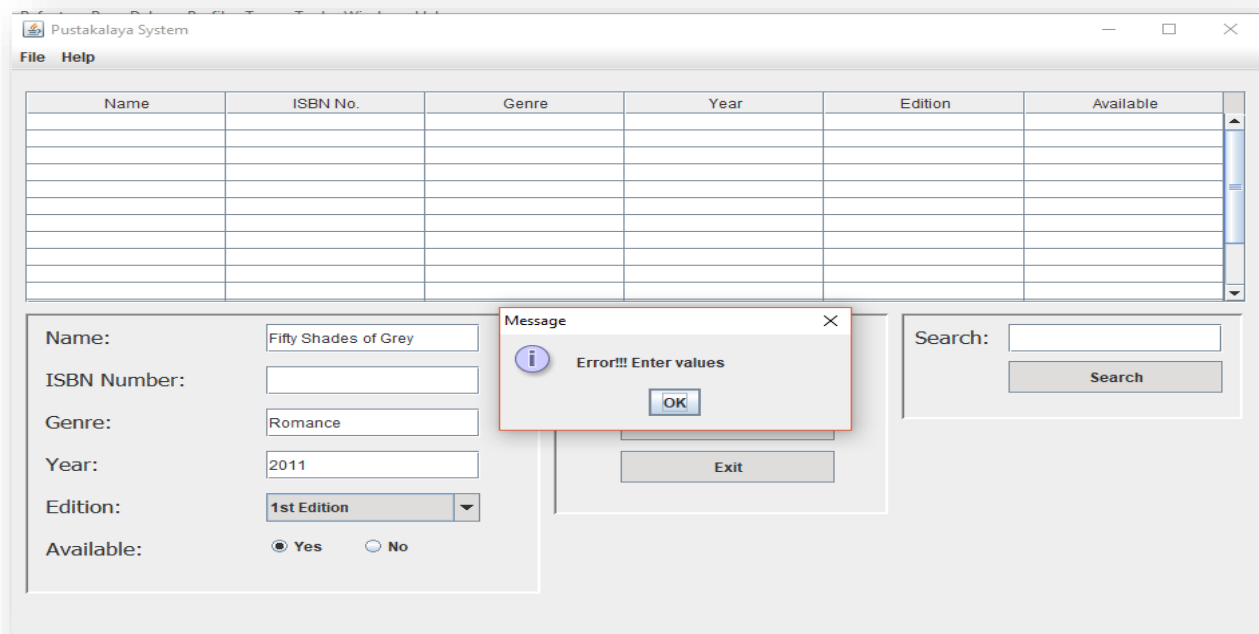 Pustakalaya System
File Help
Name ISBN No. Genre Year Edition Available
Name: Fifty Shades of Grey
ISBN Number:
Genre: Romance
Year: 2011
Edition: 1st Edition
Available: Yes No
Message
Error!!! Enter values
OK
Exit
Search:
Search